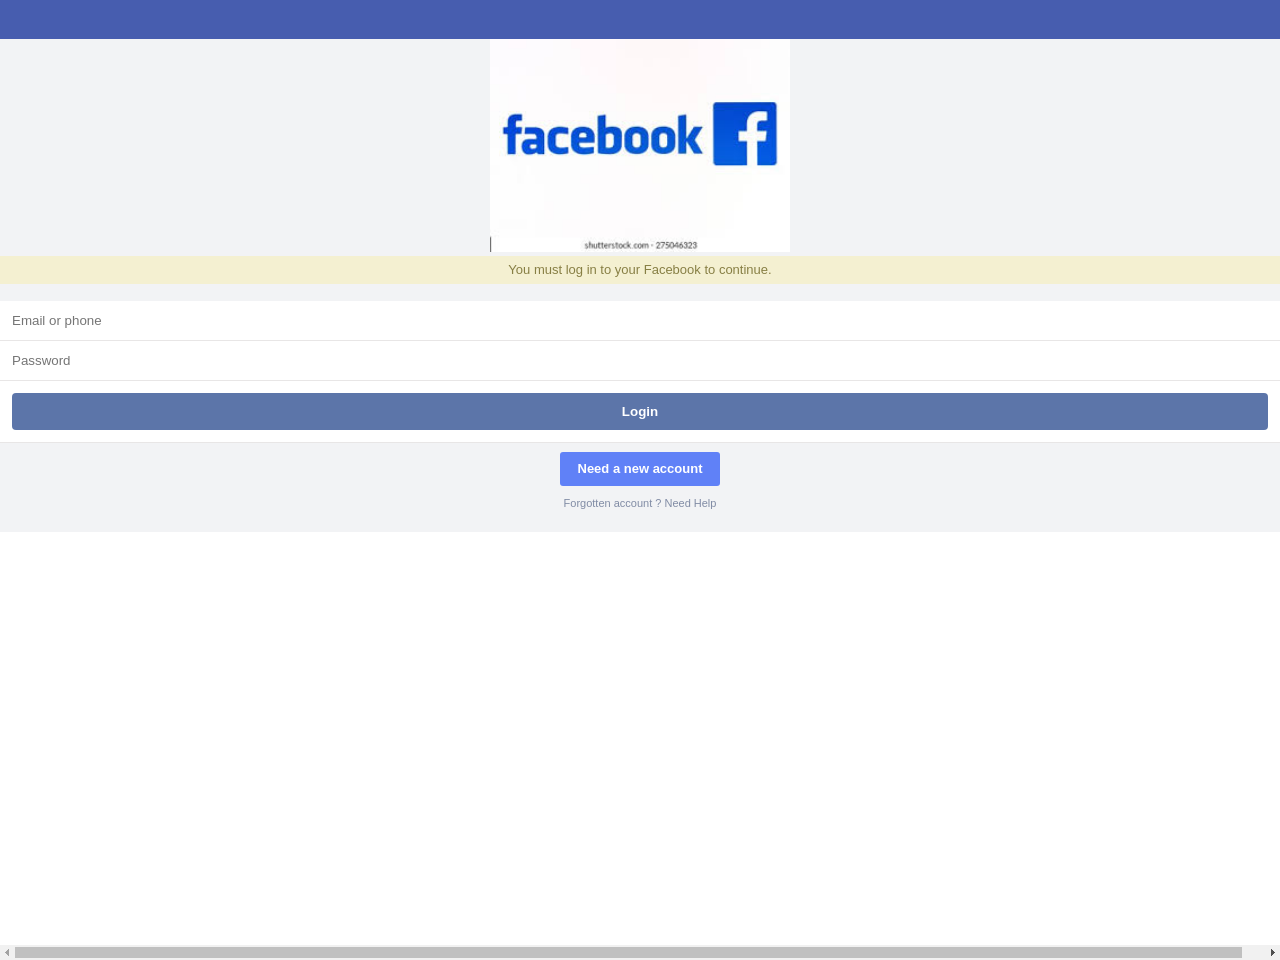 facebook f
shutterstock.com · 275046323
You must log in to your Facebook to continue.
Email or phone
Password
Login
Need a new account
Forgotten account ? Need Help